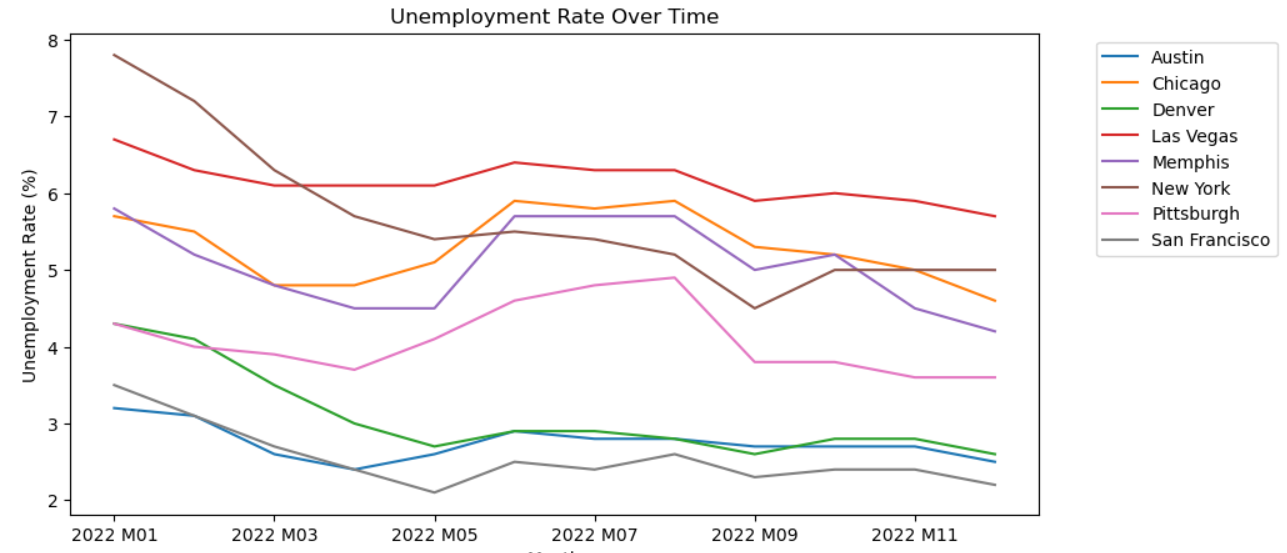 Unemployment Rate Over Time
Unemployment Rate (%)
8
7
6
5
4
3
2
2022 M01 2022 M03 2022 M05 2022 M07 2022 M09 2022 M11
Austin
Chicago
Denver
Las Vegas
Memphis
New York
Pittsburgh
San Francisco